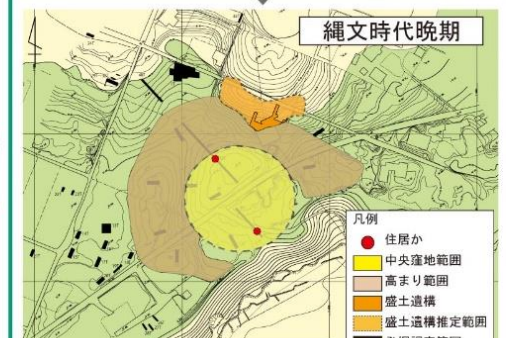 縄文時代晩期
凡例
住居か
中央窪地範囲
高まり範囲
盛土遺構
盛土遺構推定範囲